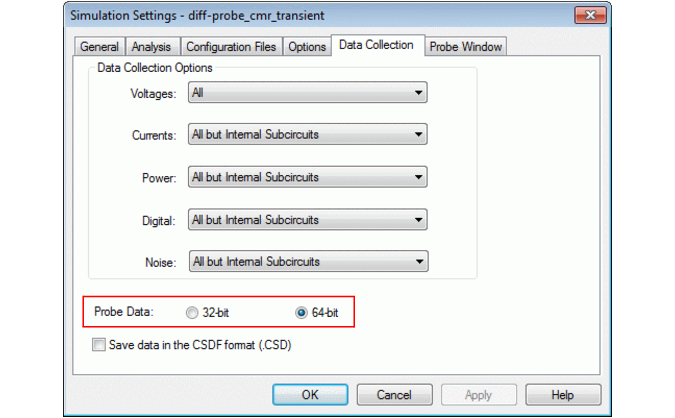 Simulation Settings - diff-probe_cmr_transient
General Analysis Configuration Files Options Data Collection Probe Window
Data Collection Options
Voltages: All
Currents: All but Internal Subcircuits
Power: All but Internal Subcircuits
Digital: All but Internal Subcircuits
Noise: All but Internal Subcircuits
Probe Data: 32-bit 64-bit
Save data in the CSDF format (.CSD)
OK Cancel Apply Help